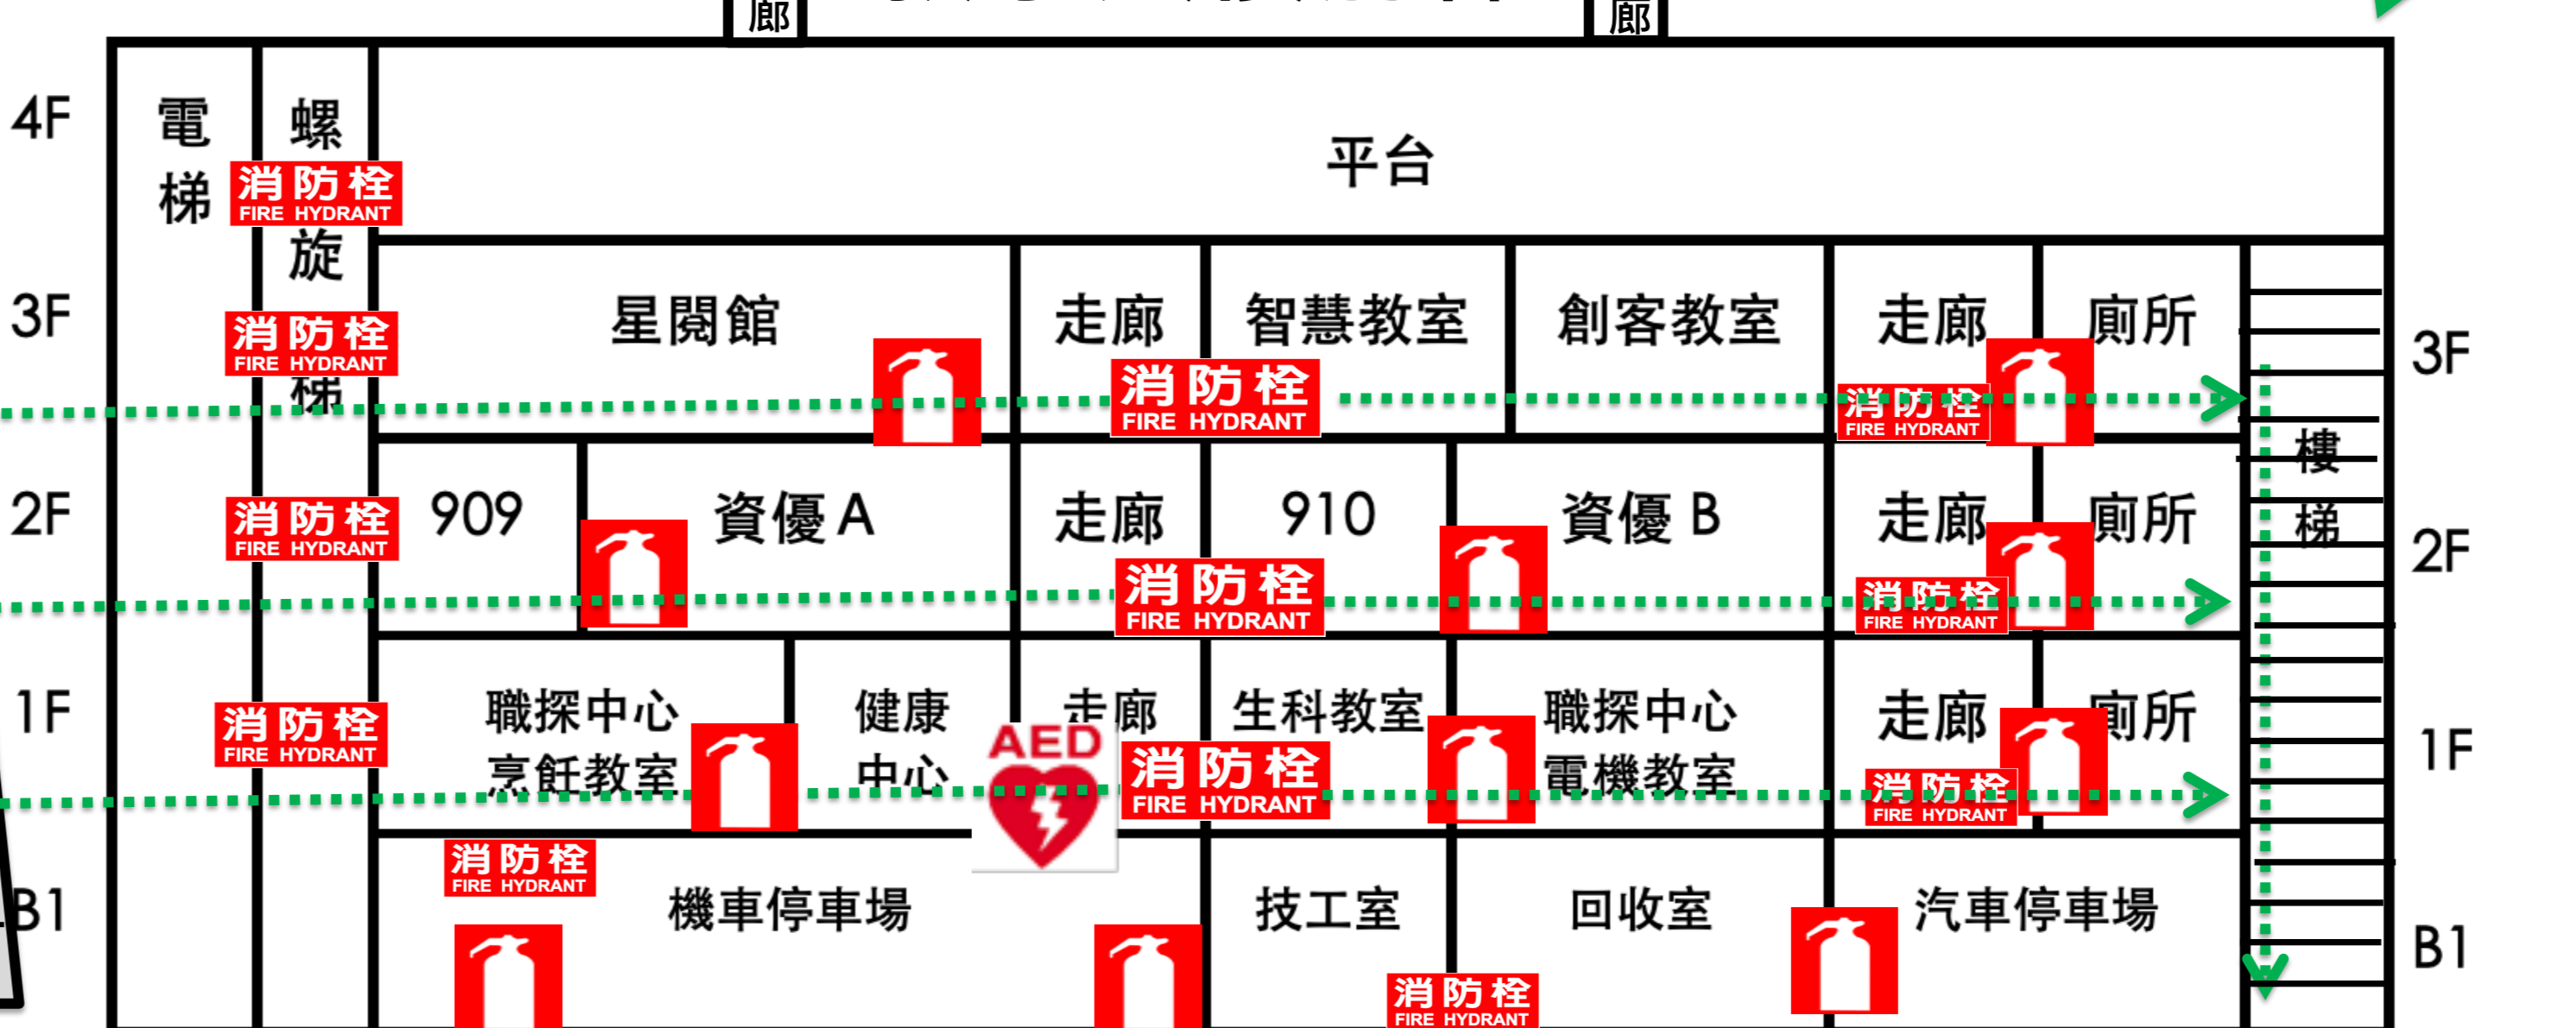 廊
廊
4F
電梯
螺旋梯
平台
消防栓
FIRE HYDRANT
3F
星閱館
走廊
智慧教室
創客教室
走廊
廁所
3F
消防栓
FIRE HYDRANT
消防栓
FIRE HYDRANT
消防栓
FIRE HYDRANT
樓梯
2F
909
資優A
走廊
910
資優B
走廊
廁所
2F
消防栓
FIRE HYDRANT
消防栓
FIRE HYDRANT
消防栓
FIRE HYDRANT
1F
職探中心
烹飪教室
健康
中心
走廊
生科教室
職探中心
電機教室
走廊
廁所
1F
消防栓
FIRE HYDRANT
AED
消防栓
FIRE HYDRANT
消防栓
FIRE HYDRANT
B1
消防栓
FIRE HYDRANT
機車停車場
技工室
回收室
汽車停車場
B1
消防栓
FIRE HYDRANT